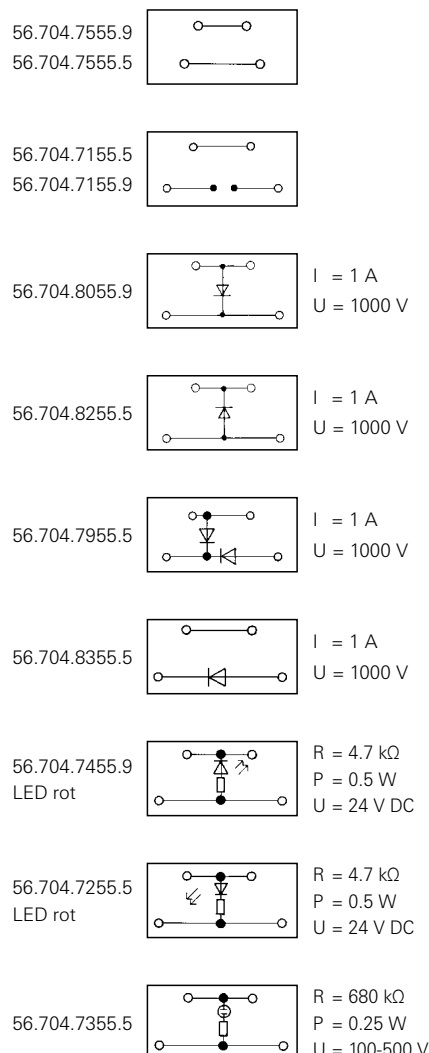 56.704.7555.9
56.704.7555.5
56.704.7155.5
56.704.7155.9
56.704.8055.9
I = 1 A
U = 1000 V
56.704.8255.5
I = 1 A
U = 1000 V
56.704.7955.5
I = 1 A
U = 1000 V
56.704.8355.5
I = 1 A
U = 1000 V
56.704.7455.9
LED rot
R = 4.7 kΩ
P = 0.5 W
U = 24 V DC
56.704.7255.5
LED rot
R = 4.7 kΩ
P = 0.5 W
U = 24 V DC
56.704.7355.5
R = 680 kΩ
P = 0.25 W
U = 100-500 V